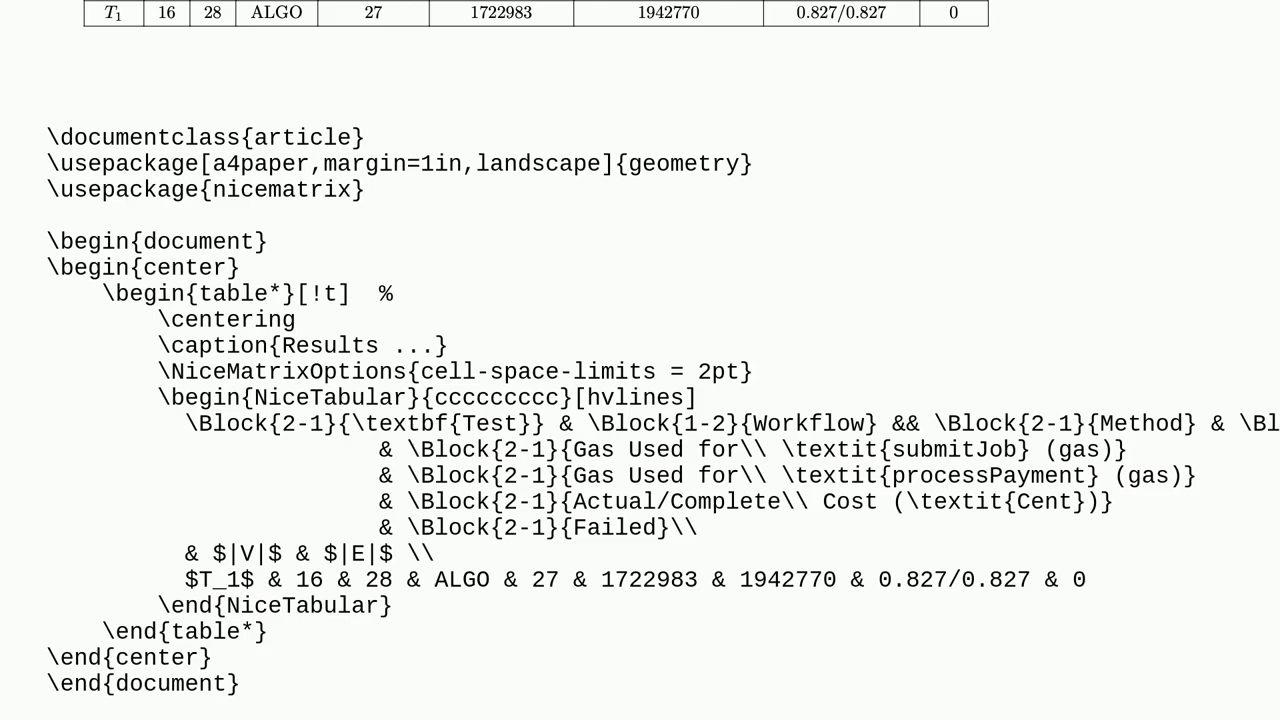 T₁ 16 28 ALGO 27 1722983 1942770 0.827/0.827 0
\documentclass{article}
\usepackage[a4paper,margin=1in,landscape]{geometry}
\usepackage{nicematrix}
\begin{document}
\begin{center}
\begin{table*}[!t]  %
\centering
\caption{Results ...}
\NiceMatrixOptions{cell-space-limits = 2pt}
\begin{NiceTabular}{ccccccccc}[hvlines]
\Block{2-1}{\textbf{Test}} & \Block{1-2}{Workflow} && \Block{2-1}{Method} & \Bl
& \Block{2-1}{Gas Used for\\ \textit{submitJob} (gas)}
& \Block{2-1}{Gas Used for\\ \textit{processPayment} (gas)}
& \Block{2-1}{Actual/Complete\\ Cost (\textit{Cent})}
& \Block{2-1}{Failed}\\
& $|V|$ & $|E|$ \\
$T_1$ & 16 & 28 & ALGO & 27 & 1722983 & 1942770 & 0.827/0.827 & 0
\end{NiceTabular}
\end{table*}
\end{center}
\end{document}